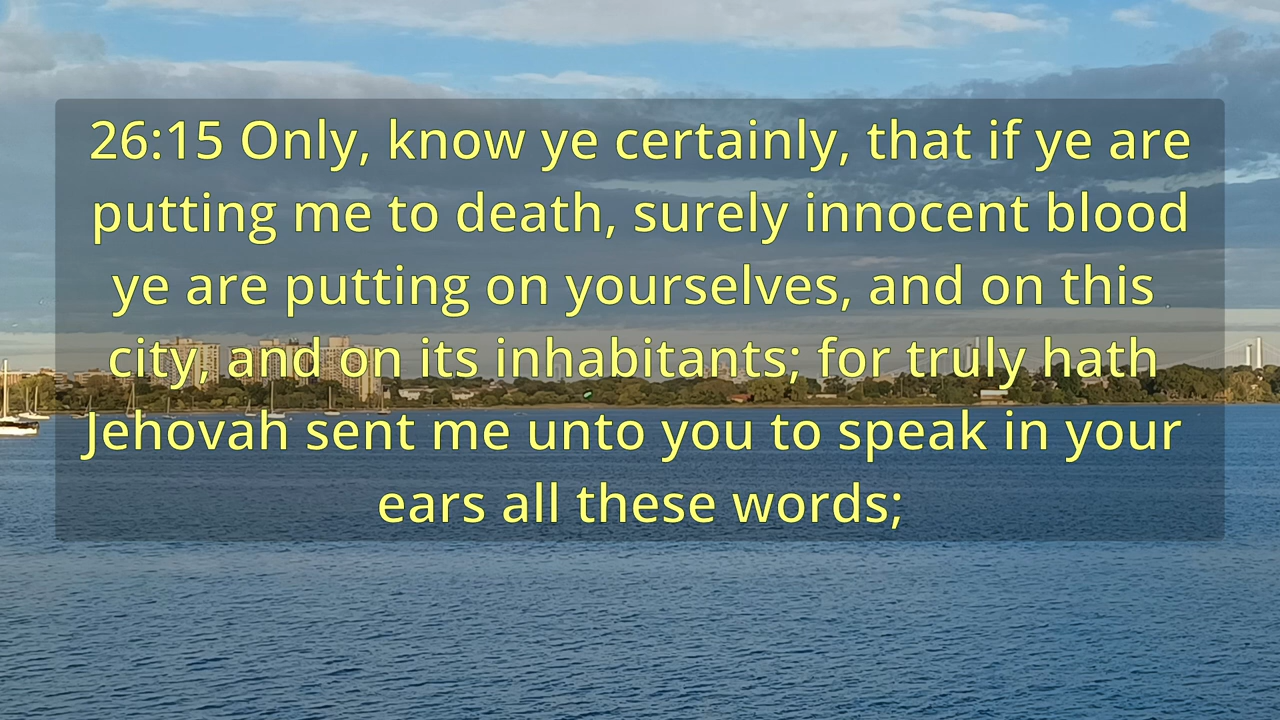 26:15 Only, know ye certainly, that if ye are
putting me to death, surely innocent blood
ye are putting on yourselves, and on this
city, and on its inhabitants; for truly hath
Jehovah sent me unto you to speak in your
ears all these words;